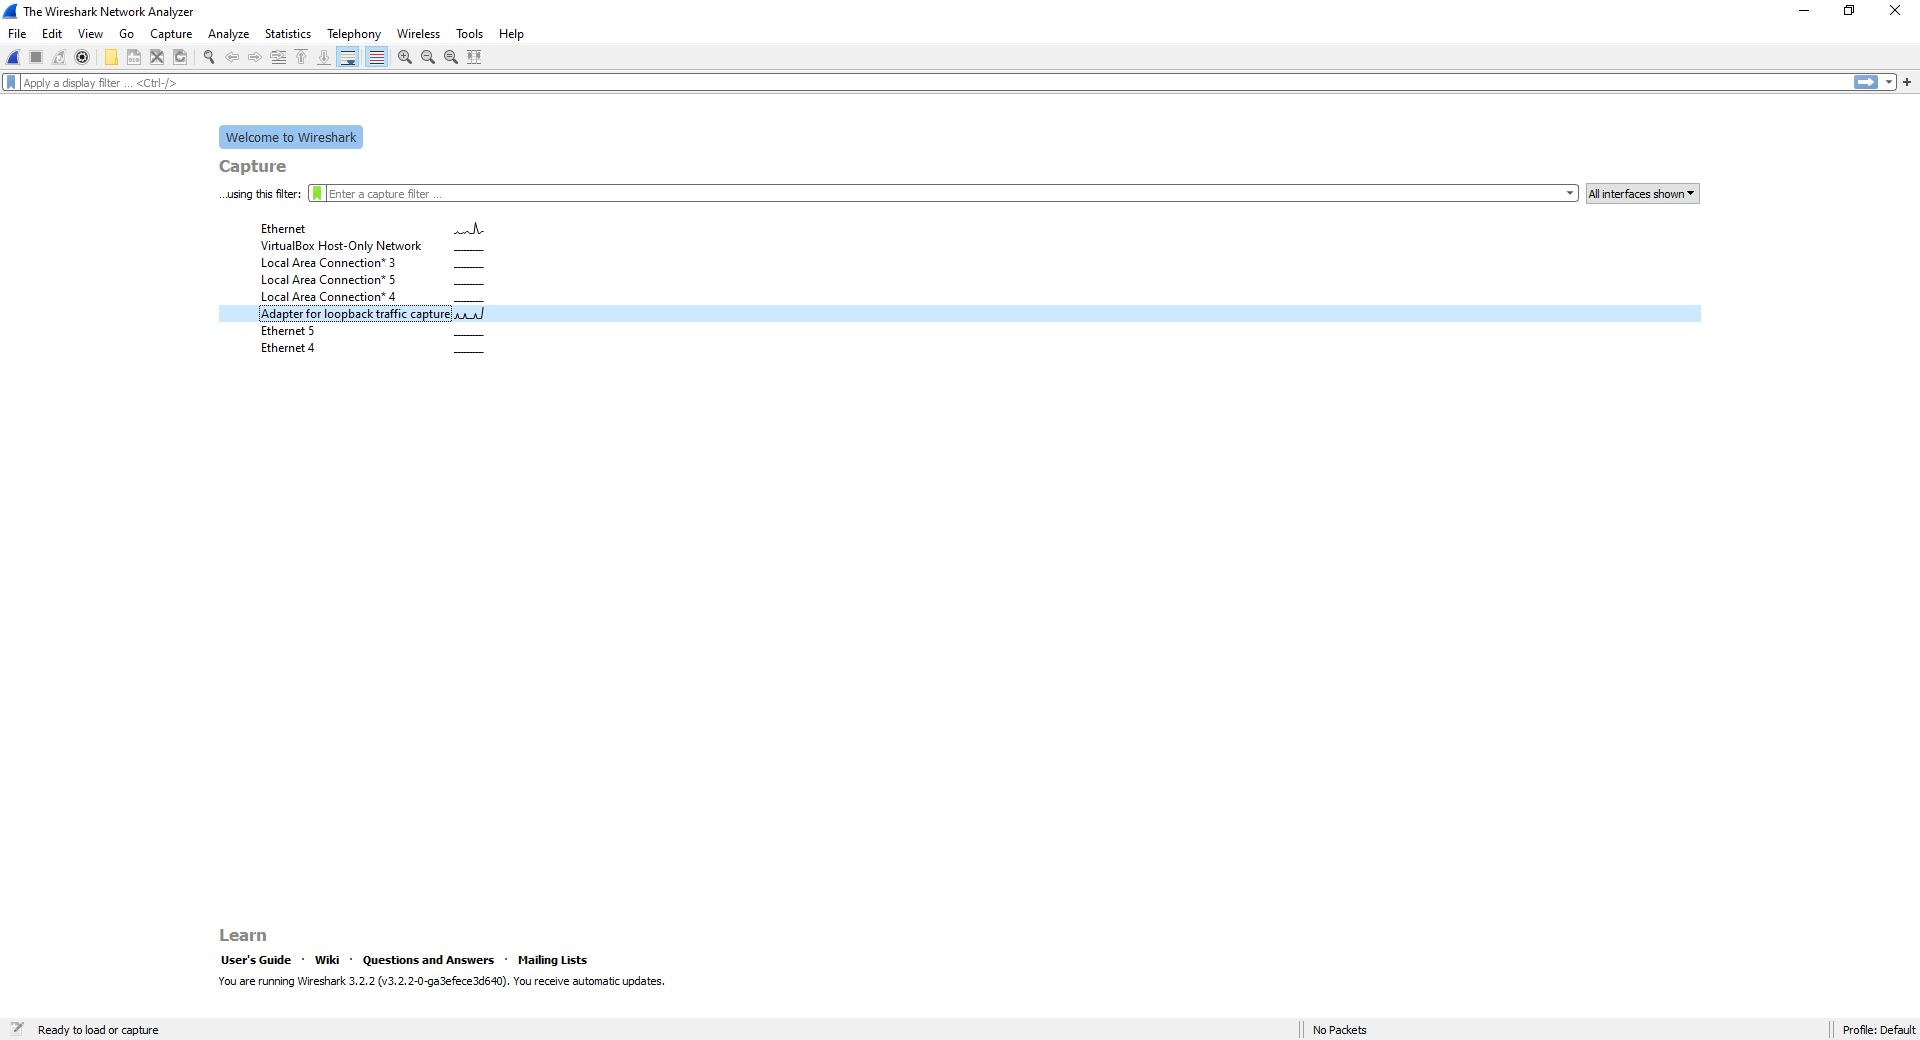 The Wireshark Network Analyzer
File Edit View Go Capture Analyze Statistics Telephony Wireless Tools Help
Apply a display filter ... <Ctrl-/>
Welcome to Wireshark
Capture
...using this filter: Enter a capture filter ... All interfaces shown
Ethernet
VirtualBox Host-Only Network
Local Area Connection* 3
Local Area Connection* 5
Local Area Connection* 4
Adapter for loopback traffic capture
Ethernet 5
Ethernet 4
Learn
User's Guide · Wiki · Questions and Answers · Mailing Lists
You are running Wireshark 3.2.2 (v3.2.2-0-ga3efece3d640). You receive automatic updates.
Ready to load or capture No Packets Profile: Default